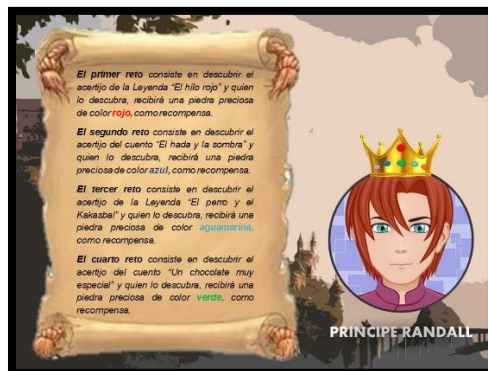 El primer reto consiste en descubrir el
acertijo de la Leyenda "El hilo rojo" y quien
lo descubra, recibirá una piedra preciosa
de color rojo, como recompensa.
El segundo reto consiste en descubrir el
acertijo del cuento "El hada y la sombra" y
quien lo descubra, recibirá una piedra
preciosa de color azul, como recompensa.
El tercer reto consiste en descubrir el
acertijo de la Leyenda "El perro y el
Kakasbal" y quien lo descubra, recibirá una
piedra preciosa de color aguamarina,
como recompensa.
El cuarto reto consiste en descubrir el
acertijo del cuento "Un chocolate muy
especial" y quien lo descubra, recibirá una
piedra preciosa de color verde, como
recompensa.
PRINCIPE RANDALL